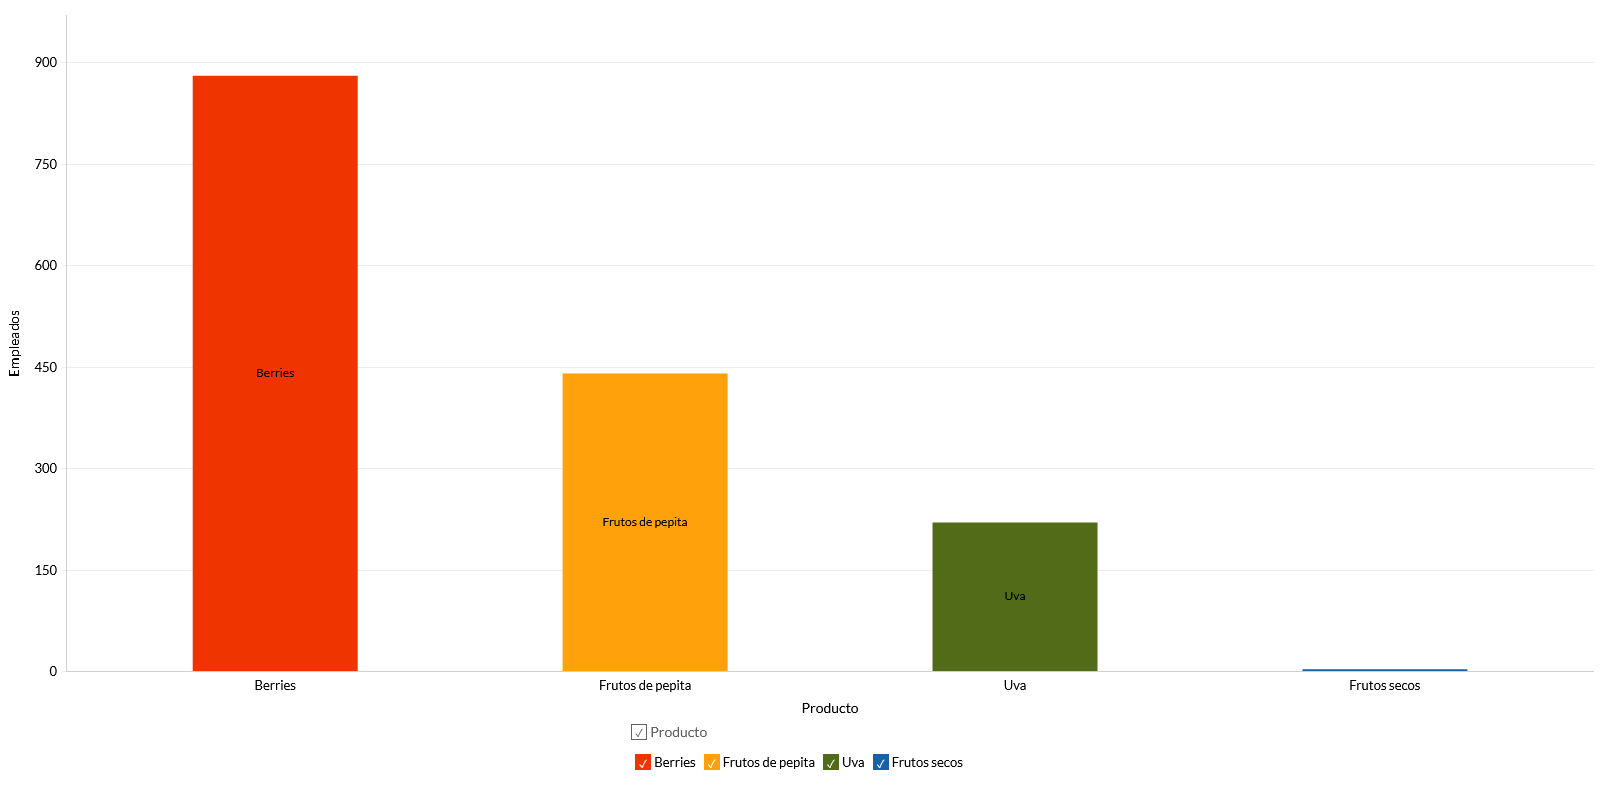 900
750
600
450
300
150
0
Empleados
Berries
Frutos de pepita
Uva
Berries Frutos de pepita Uva Frutos secos
Producto
Producto
Berries Frutos de pepita Uva Frutos secos